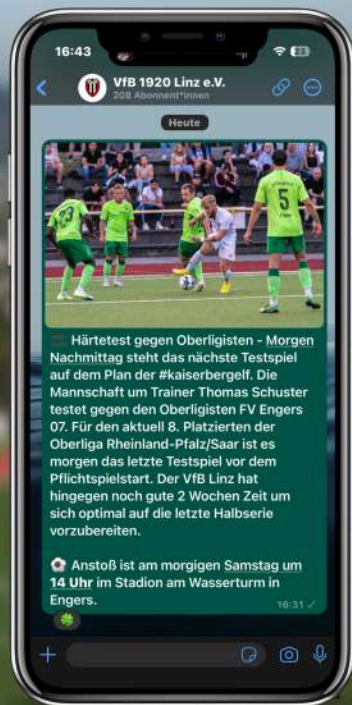 16:43
23
VfB 1920 Linz e.V.
208 Abonnent*innen
Heute
5
Härtetest gegen Oberligisten - Morgen
Nachmittag steht das nächste Testspiel
auf dem Plan der #kaiserbergelf. Die
Mannschaft um Trainer Thomas Schuster
testet gegen den Oberligisten FV Engers
07. Für den aktuell 8. Platzierten der
Oberliga Rheinland-Pfalz/Saar ist es
morgen das letzte Testspiel vor dem
Pflichtspielstart. Der VfB Linz hat
hingegen noch gute 2 Wochen Zeit um
sich optimal auf die letzte Halbserie
vorzubereiten.
Anstoß ist am morgigen Samstag um
14 Uhr im Stadion am Wasserturm in
Engers.
16:31